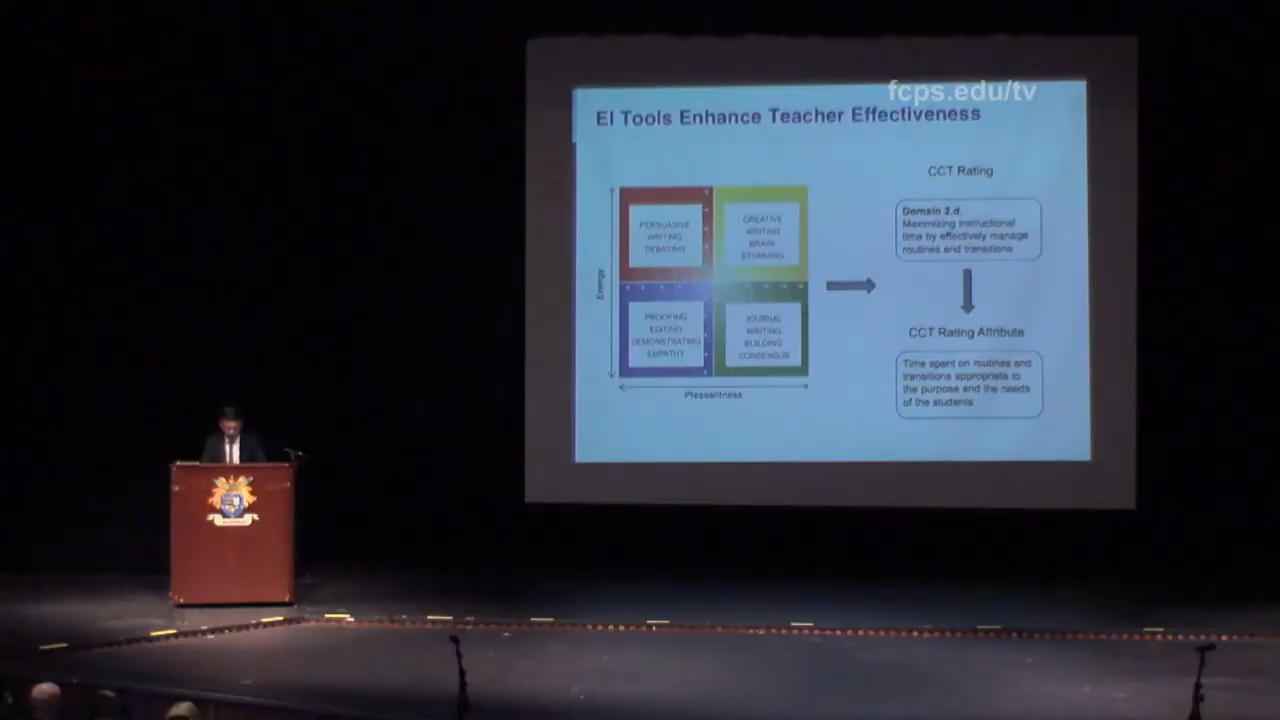 fcps.edu/tv
EI Tools Enhance Teacher Effectiveness
CCT Rating
PERSUASIVE
WRITING,
DEBATING
CREATIVE
WRITING
BRAIN-
STORMING
Energy
PROOFING
EDITING
DEMONSTRATING
EMPATHY
JOURNAL
WRITING
BUILDING
CONSENSUS
Pleasantness
Domain 2.d.
Maximizing instructional
time by effectively manage
routines and transitions
CCT Rating Attribute
Time spent on routines and
transitions appropriate to
the purpose and the needs
of the students